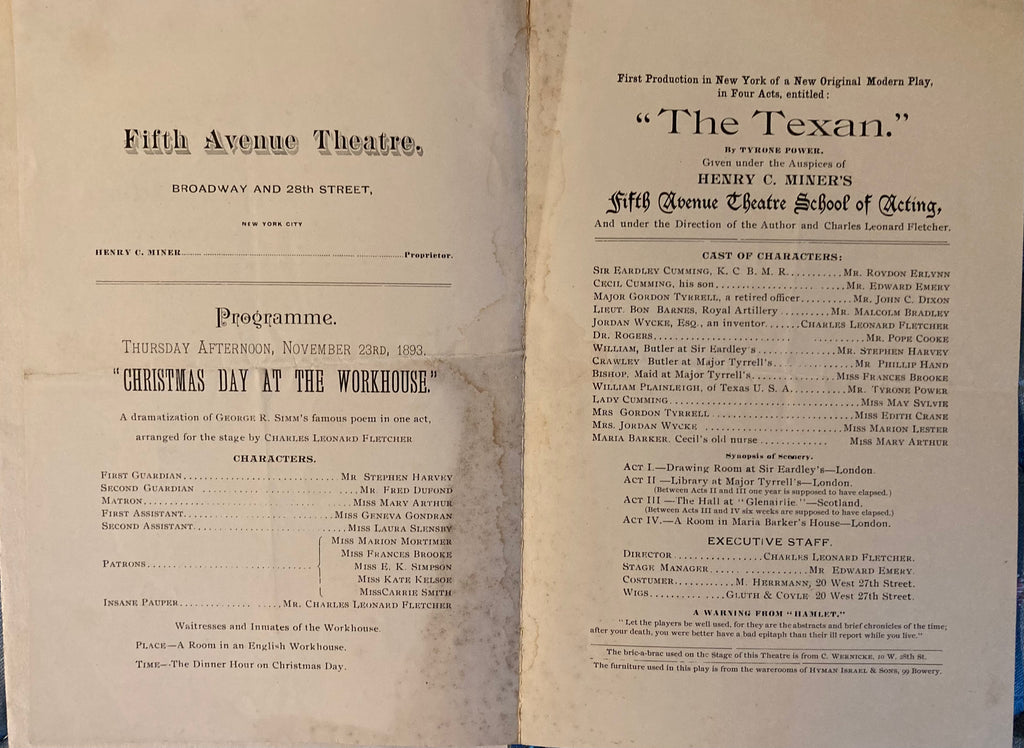 Fifth Avenue Theatre.
BROADWAY AND 28th STREET,
NEW YORK CITY
HENRY C. MINER................................................Proprietor.
Programme.
THURSDAY AFTERNOON, NOVEMBER 23RD, 1893.
"CHRISTMAS DAY AT THE WORKHOUSE."
A dramatization of GEORGE R. SIMM's famous poem in one act,
arranged for the stage by CHARLES LEONARD FLETCHER
CHARACTERS.
FIRST GUARDIAN........................MR STEPHEN HARVEY
SECOND GUARDIAN ........................MR FRED DUFOND
MATRON........................MISS MARY ARTHUR
FIRST ASSISTANT........................MISS GENEVA GONDRAN
SECOND ASSISTANT........................MISS LAURA SLENSBY
MISS MARION MORTIMER
MISS FRANCES BROOKE
PATRONS........................MISS E. K. SIMPSON
MISS KATE KELSOE
MISSCARRIE SMITH
INSANE PAUPER..................MR. CHARLES LEONARD FLETCHER
Waitresses and Inmates of the Workhouse.
PLACE—A Room in an English Workhouse.
TIME—The Dinner Hour on Christmas Day.
First Production in New York of a New Original Modern Play,
in Four Acts, entitled:
"The Texan."
By TYRONE POWER.
Given under the Auspices of
HENRY C. MINER'S
Fifth Avenue Theatre School of Acting,
And under the Direction of the Author and Charles Leonard Fletcher.
CAST OF CHARACTERS:
SIR EARDLEY CUMMING, K. C B. M. R..........MR. ROYDON ERLYNN
CECIL CUMMING, his son........................MR. EDWARD EMERY
MAJOR GORDON TYRRELL, a retired officer..........MR. JOHN C. DIXON
LIEUT. BON BARNES, Royal Artillery ..........MR. MALCOLM BRADLEY
JORDAN WYCKE, ESQ., an inventor.......CHARLES LEONARD FLETCHER
DR. ROGERS........................MR. POPE COOKE
WILLIAM, Butler at Sir Eardley's ...............MR. STEPHEN HARVEY
CRAWLEY Butler at Major Tyrrell's............MR. PHILLIP HAND
BISHOP. Maid at Major Tyrrell's................MISS FRANCES BROOKE
WILLIAM PLAINLEIGH, of Texas U. S. A..........MR. TYRONE POWER
LADY CUMMING........................MISS MAY SYLVIE
MRS GORDON TYRRELL ........................MISS EDITH CRANE
MRS. JORDAN WYCKE ........................MISS MARION LESTER
MARIA BARKER. Cecil's old nurse............ MISS MARY ARTHUR
Synopsis of Scenery.
ACT I.—Drawing Room at Sir Eardley's—London.
ACT II —Library at Major Tyrrell's—London.
(Between Acts II and III one year is supposed to have elapsed.)
ACT III —The Hall at "Glenairlie."—Scotland.
(Between Acts III and IV six weeks are supposed to have elapsed.)
ACT IV.—A Room in Maria Barker's House—London.
EXECUTIVE STAFF.
DIRECTOR...............CHARLES LEONARD FLETCHER.
STAGE MANAGER.................MR EDWARD EMERY.
COSTUMER...........M. HERRMANN, 20 West 27th Street.
WIGS................GLUTH & COYLE 20 West 27th Street.
A WARNING FROM "HAMLET."
"Let the players be well used, for they are the abstracts and brief chronicles of the time;
after your death, you were better have a bad epitaph than their ill report while you live."
The bric-a-brac used on the Stage of this Theatre is from C. WERNICKE, 10 W. 28th St.
The furniture used in this play is from the warerooms of HYMAN ISRAEL & SONS, 99 Bowery.